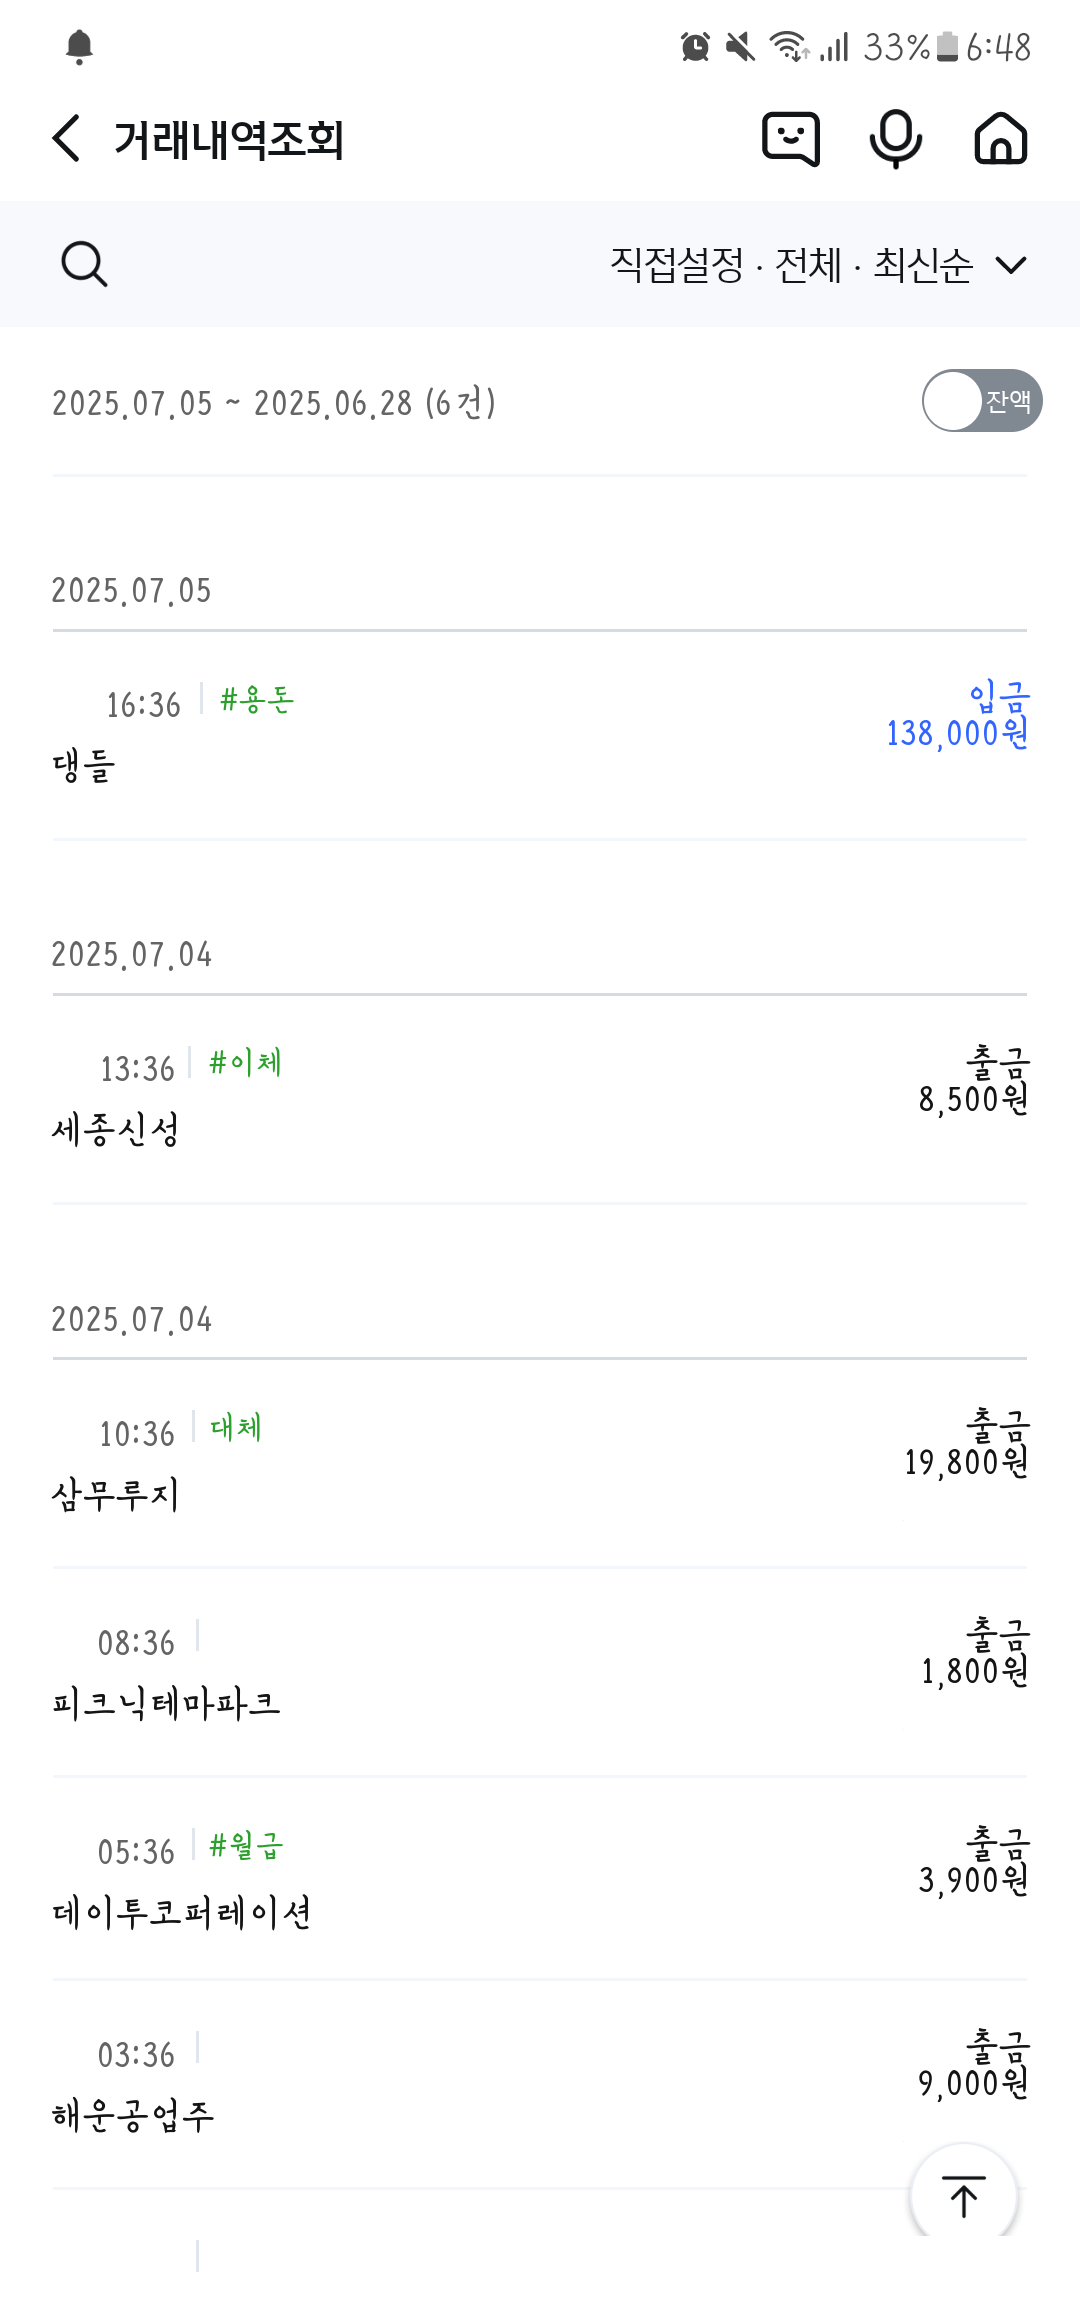 33% 6:48
거래내역조회
직접설정 · 전체 · 최신순
2025.07.05 ~ 2025.06.28 (6건)
잔액
2025.07.05
16:36 #용돈
입금
138,000원
댕들
2025.07.04
13:36 #이체
출금
8,500원
세종신성
2025.07.04
10:36 대체
출금
19,800원
삼무루지
08:36
출금
1,800원
피크닉테마파크
05:36 #월급
출금
3,900원
데이투코퍼레이션
03:36
출금
9,000원
해운공업주